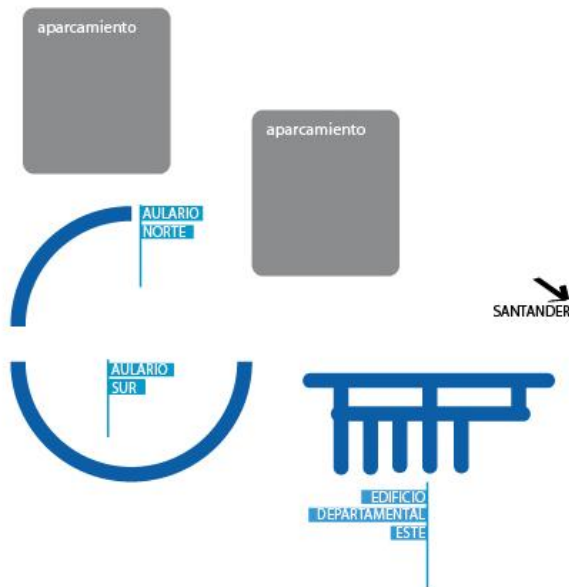 aparcamiento
aparcamiento
AULARIO
NORTE
SANTANDER
AULARIO
SUR
EDIFICIO
DEPARTAMENTAL
ESTE